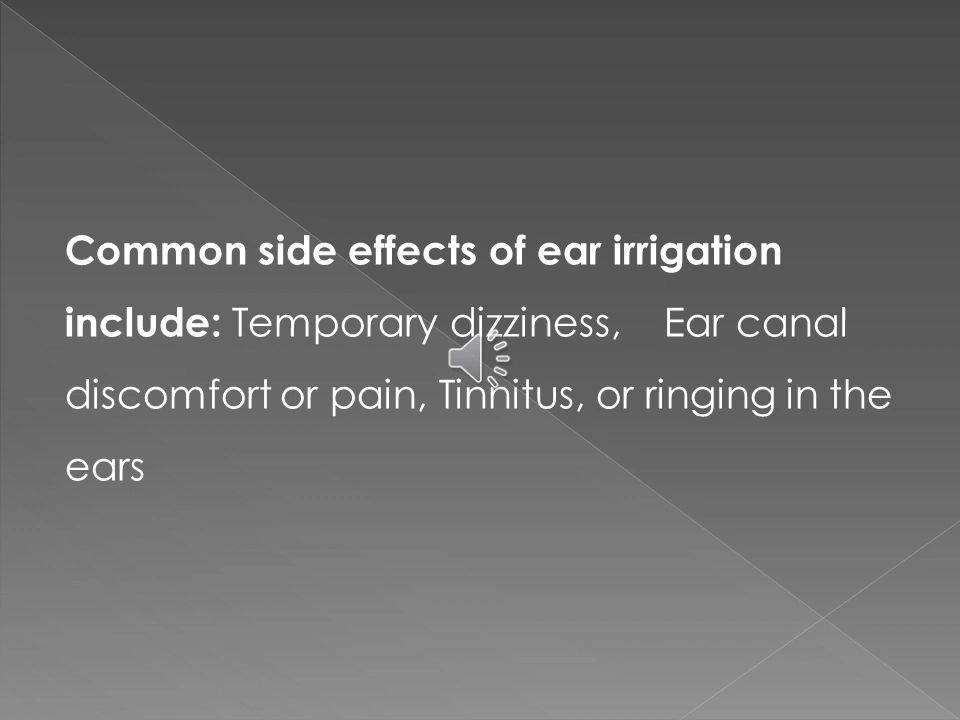 Common side effects of ear irrigation
include: Temporary dizziness, Ear canal
discomfort or pain, Tinnitus, or ringing in the
ears